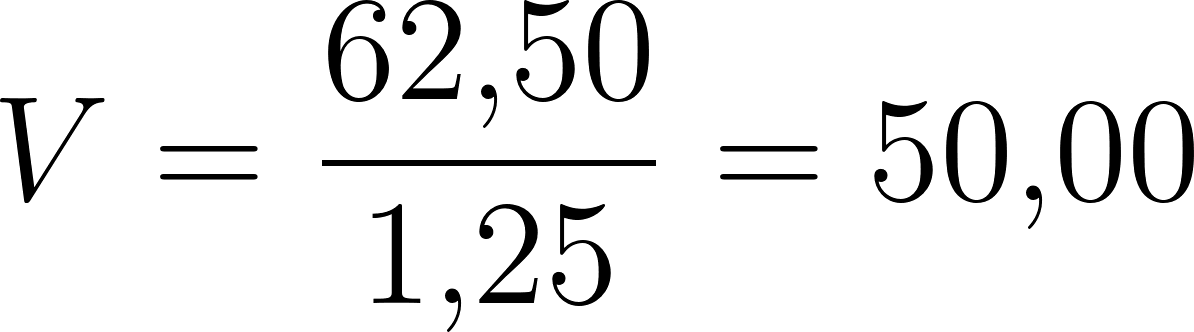 V = 62,50 / 1,25 = 50,00